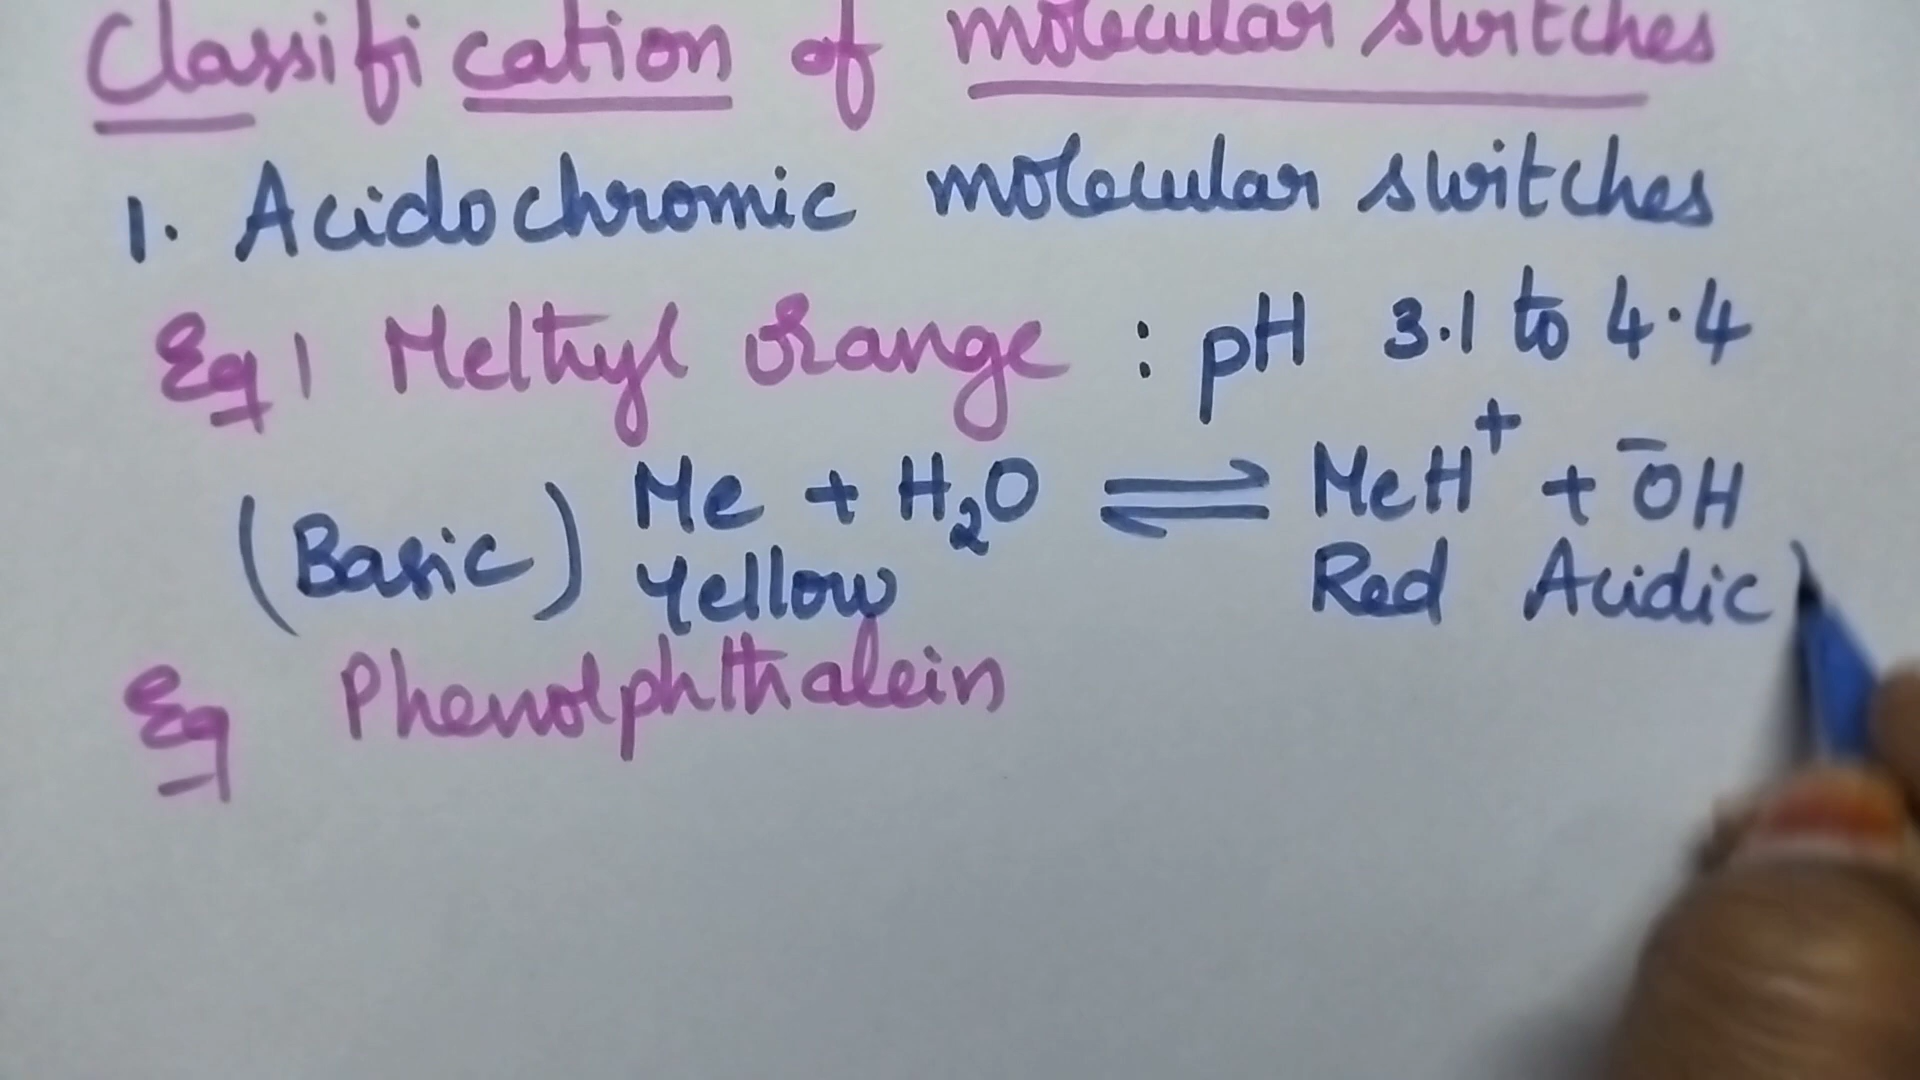 Classification of molecular switches
1. Acidochromic molecular switches
Eg 1 Methyl orange : pH 3.1 to 4.4
(Basic) Me + H₂O ⇌ MeH⁺ + ⁻OH
Yellow Red Acidic )
Eg Phenolphthalein